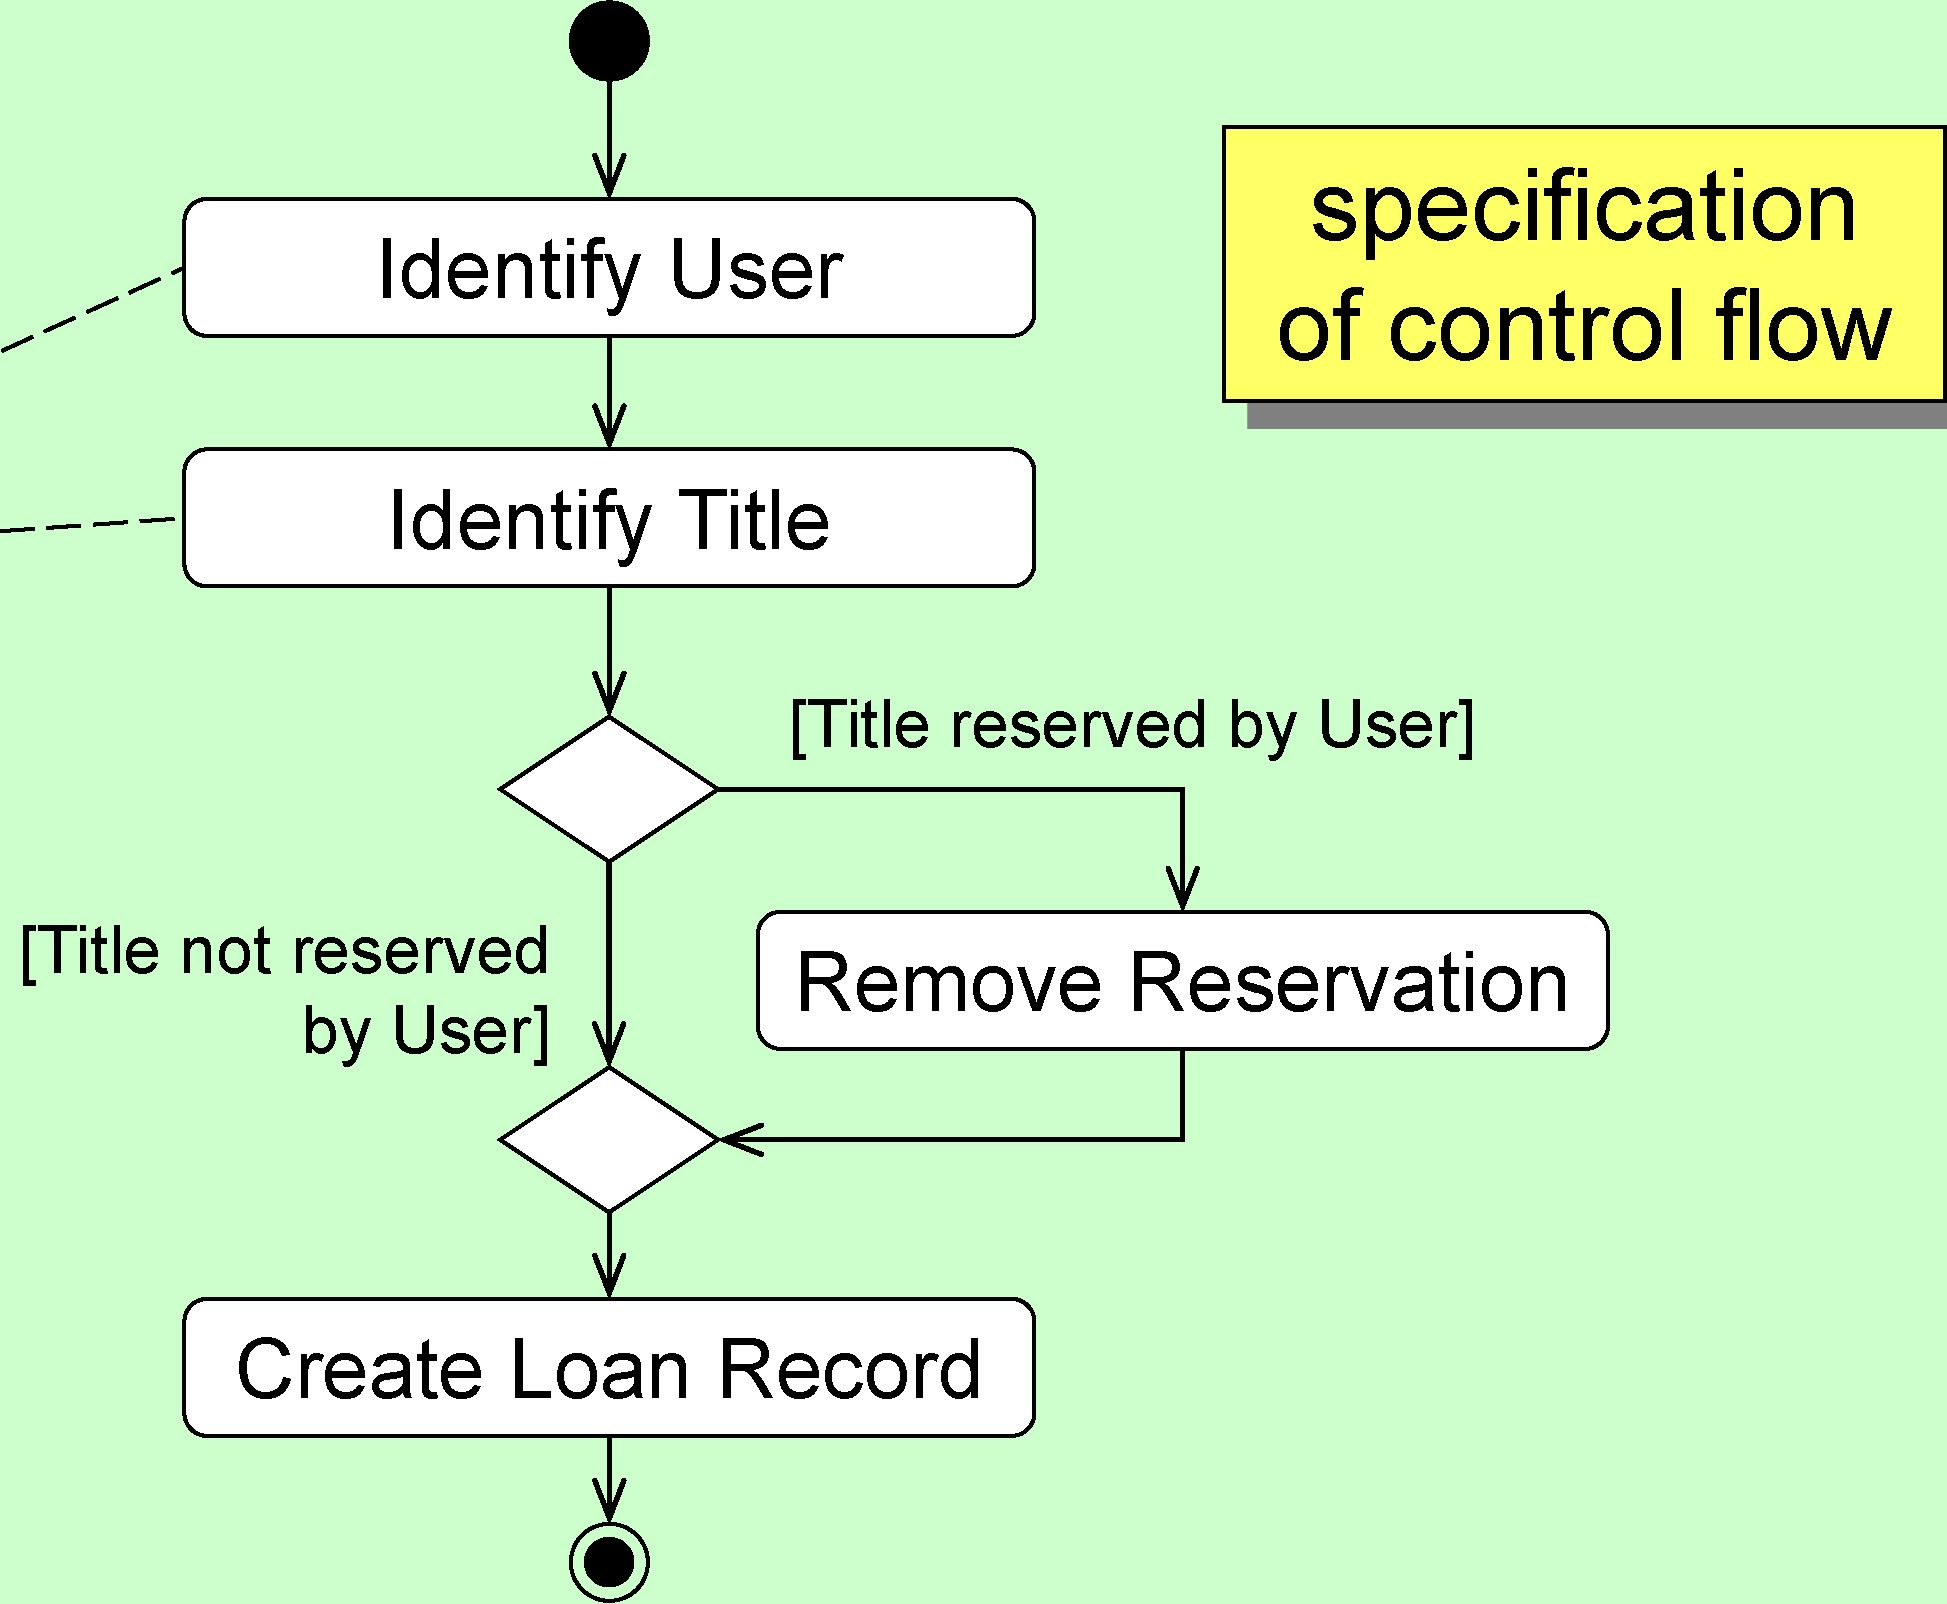 Identify User
specification
of control flow
Identify Title
[Title reserved by User]
[Title not reserved
by User]
Remove Reservation
Create Loan Record